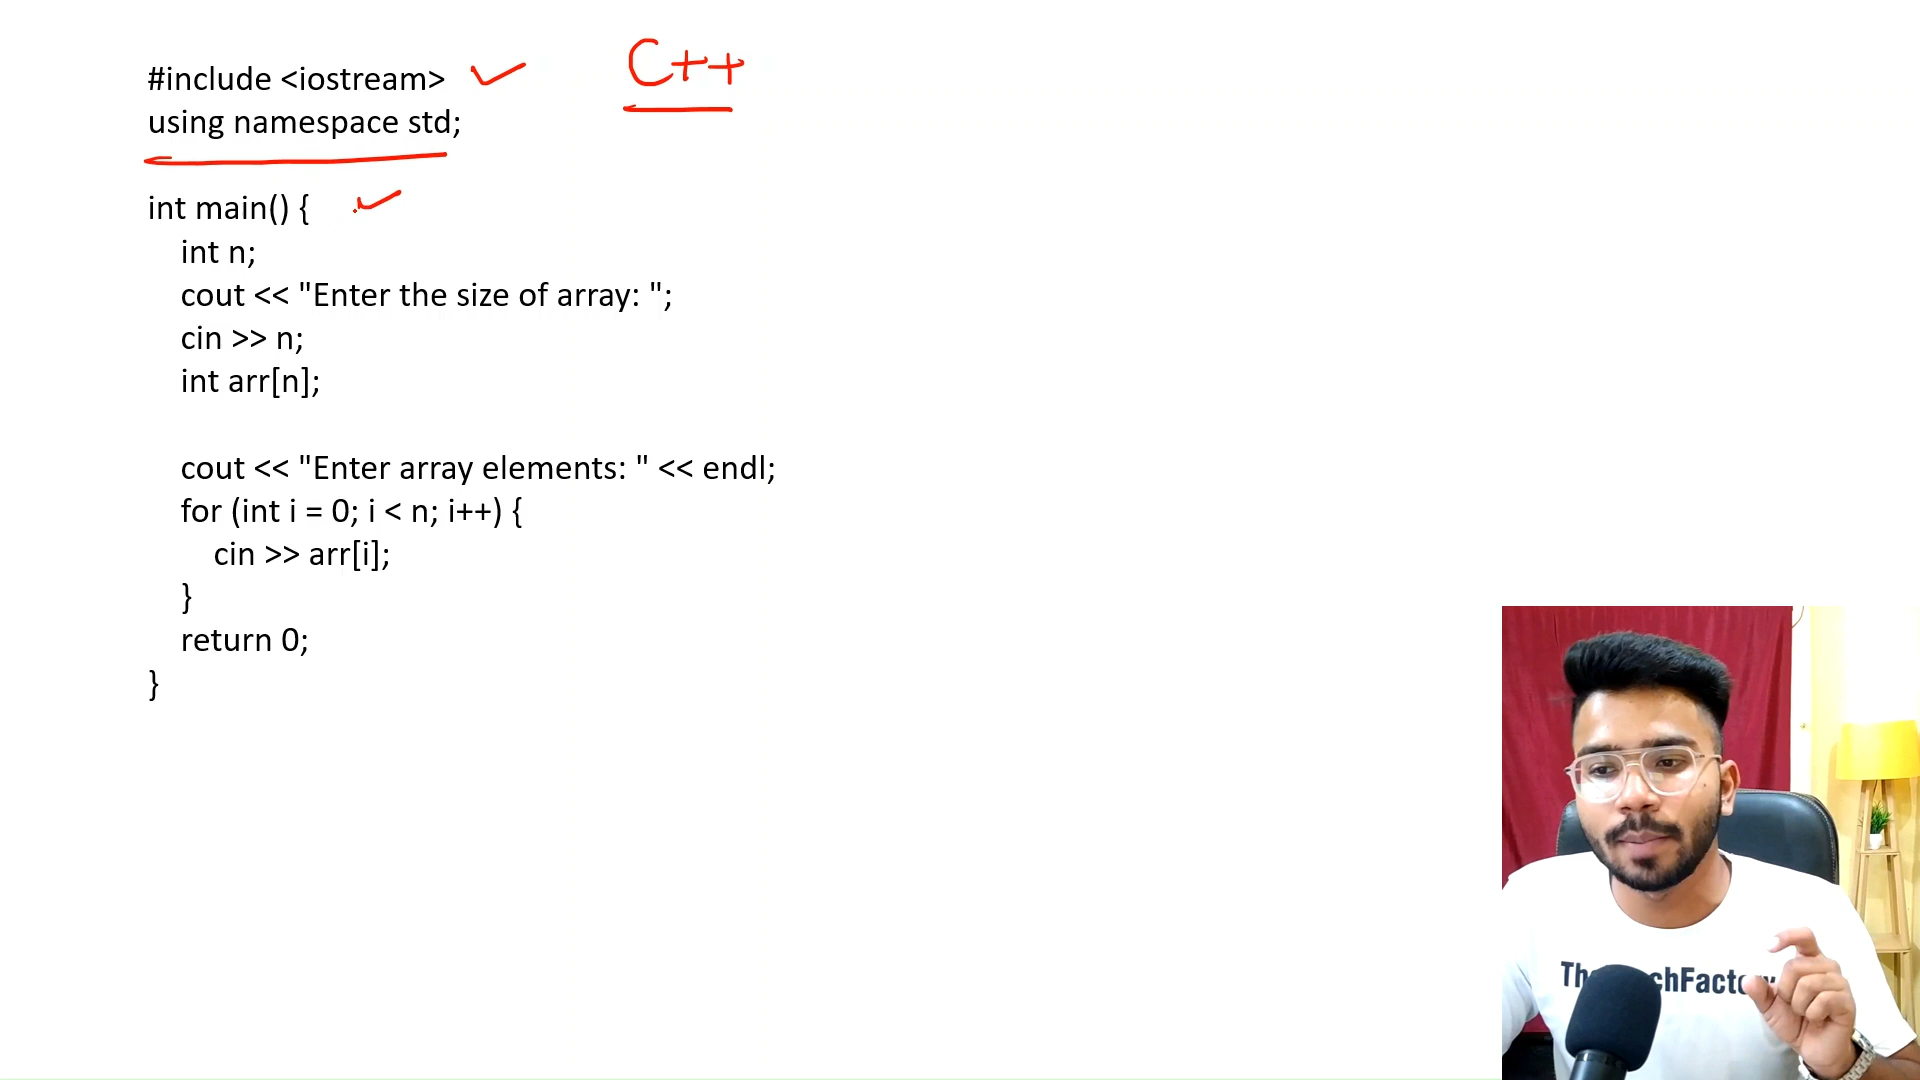 #include <iostream>
C++
using namespace std;
int main() {
int n;
cout << "Enter the size of array: ";
cin >> n;
int arr[n];
cout << "Enter array elements: " << endl;
for (int i = 0; i < n; i++) {
cin >> arr[i];
}
return 0;
}